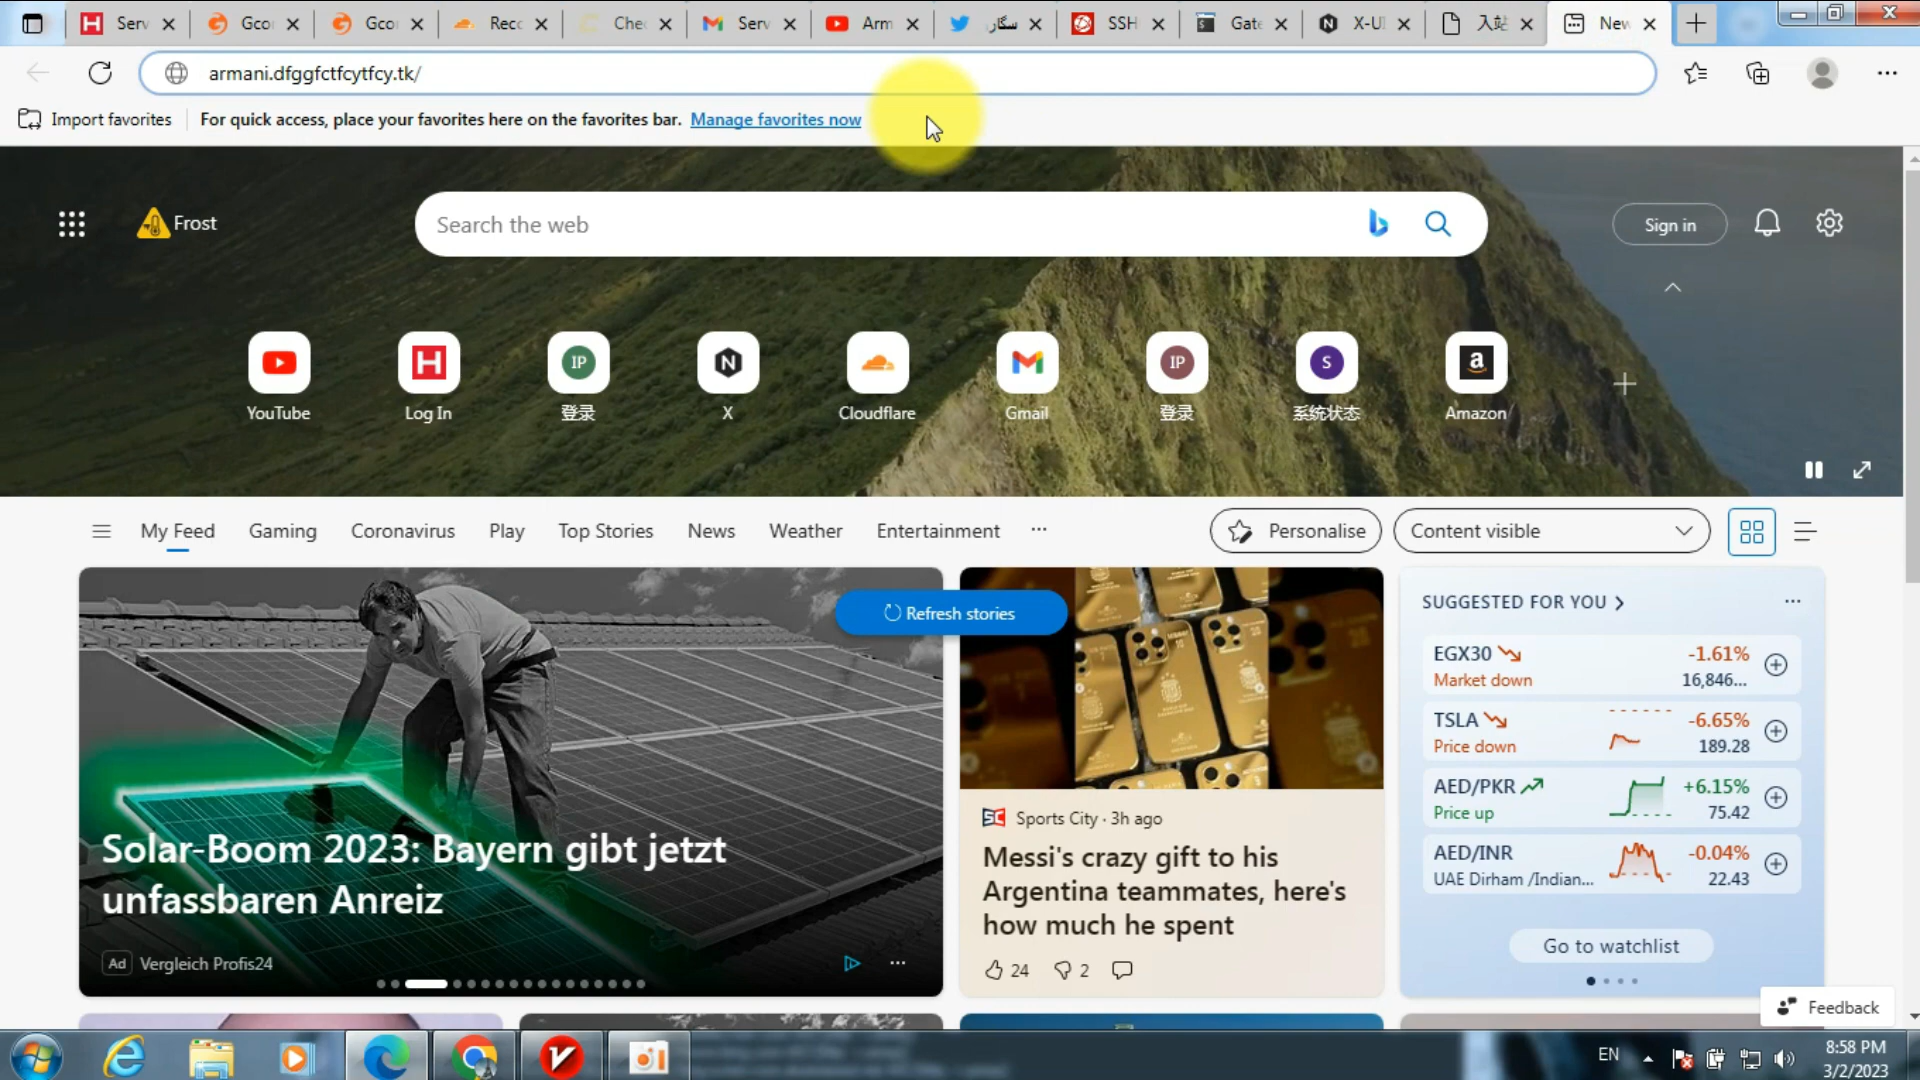 Serv
Gco
Gco
Rec
Che
Serv
Arm
سگار
SSH
Gate
X-U
入站
New
armani.dfggfctfcytfcy.tk/
Import favorites
For quick access, place your favorites here on the favorites bar. Manage favorites now
Frost
Search the web
Sign in
IP
N
IP
S
a
YouTube
Log In
登录
X
Cloudflare
Gmail
登录
系统状态
Amazon
My Feed
Gaming
Coronavirus
Play
Top Stories
News
Weather
Entertainment
Personalise
Content visible
Refresh stories
Solar-Boom 2023: Bayern gibt jetzt
unfassbaren Anreiz
Ad Vergleich Profis24
Sports City · 3h ago
Messi's crazy gift to his
Argentina teammates, here's
how much he spent
24
2
SUGGESTED FOR YOU
EGX30 -1.61%
Market down 16,846...
TSLA -6.65%
Price down 189.28
AED/PKR +6.15%
Price up 75.42
AED/INR -0.04%
UAE Dirham /Indian... 22.43
Go to watchlist
Feedback
EN
8:58 PM
3/2/2023